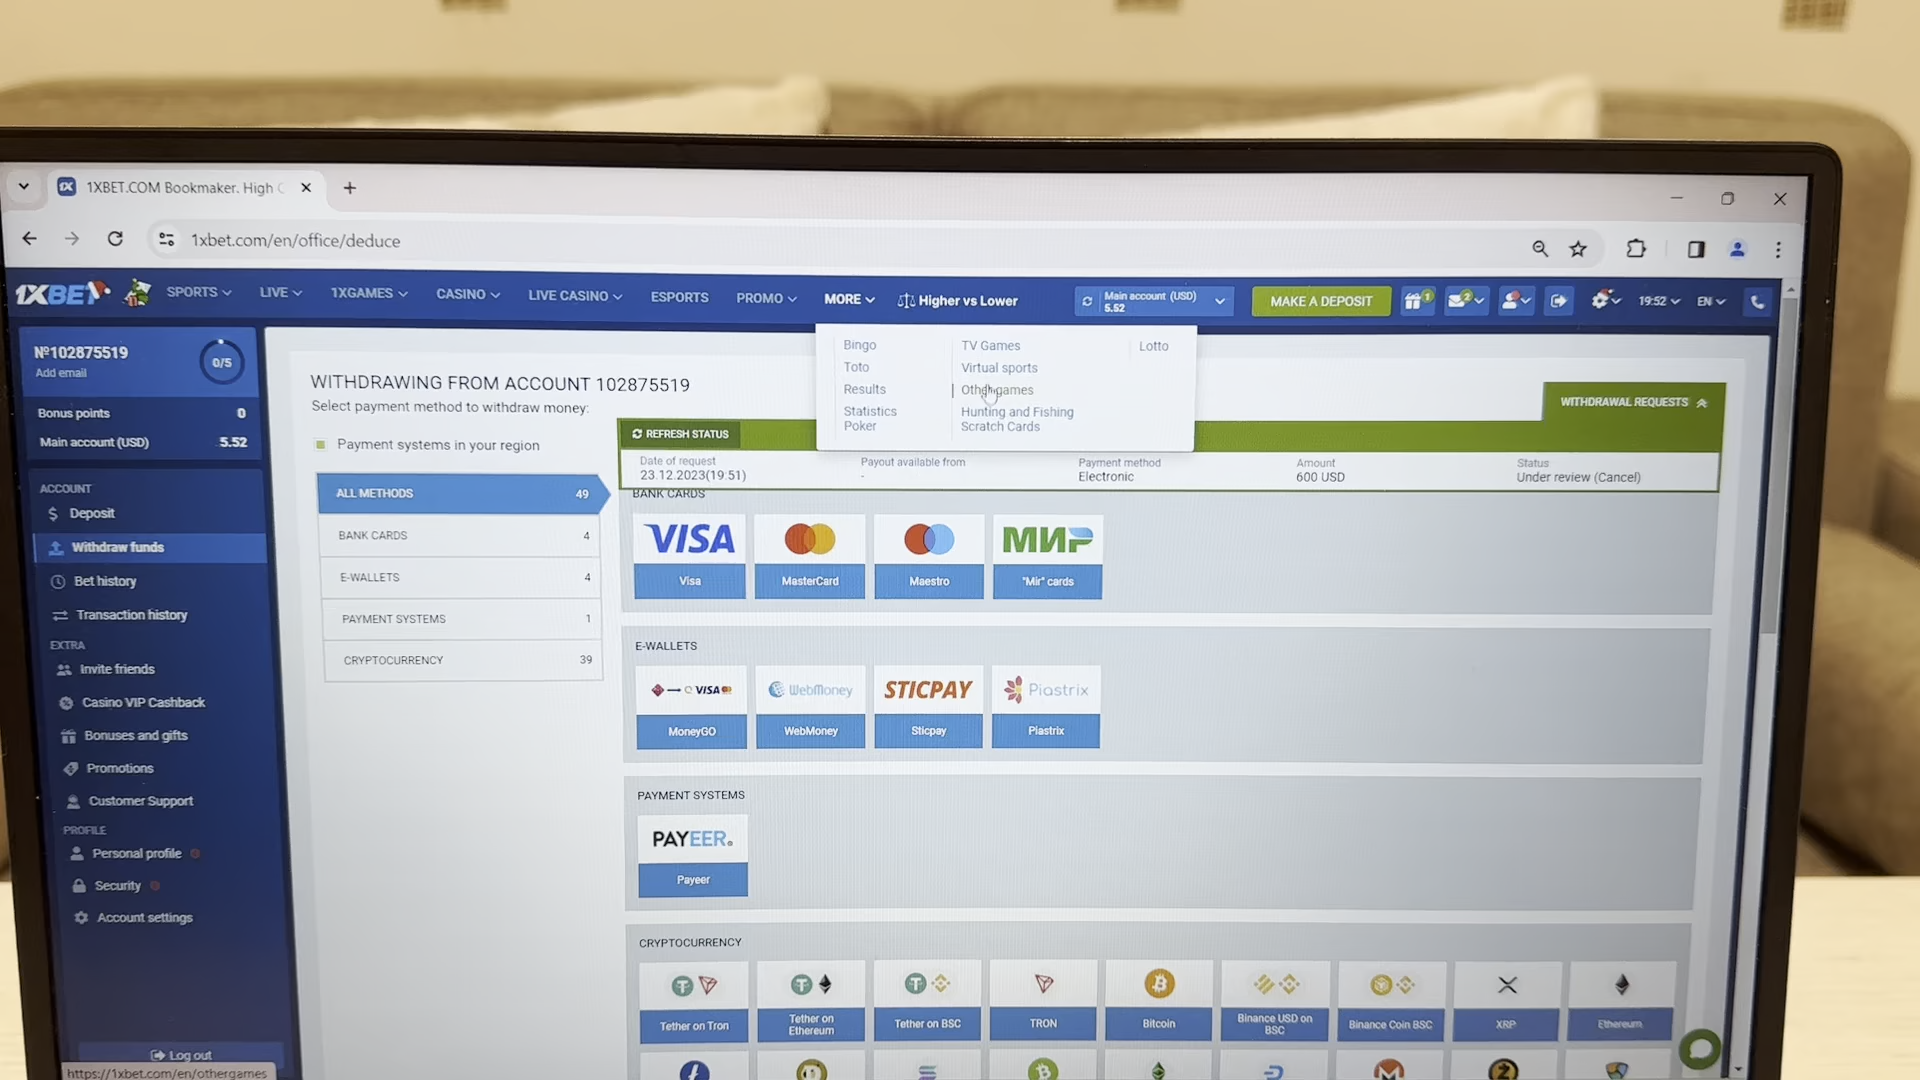 1XBET.COM Bookmaker. High
1xbet.com/en/office/deduce
1XBET
SPORTS
LIVE
1XGAMES
CASINO
LIVE CASINO
ESPORTS
PROMO
MORE
Higher vs Lower
Main account (USD)
5.52
MAKE A DEPOSIT
1
2
19:52
EN
Bingo
Toto
Results
Statistics
Poker
TV Games
Virtual sports
Other games
Hunting and Fishing
Scratch Cards
Lotto
№102875519
Add email
0/5
Bonus points 0
Main account (USD) 5.52
ACCOUNT
Deposit
Withdraw funds
Bet history
Transaction history
EXTRA
Invite friends
Casino VIP Cashback
Bonuses and gifts
Promotions
Customer Support
PROFILE
Personal profile
Security
Account settings
Log out
https://1xbet.com/en/othergames
WITHDRAWING FROM ACCOUNT 102875519
Select payment method to withdraw money:
Payment systems in your region
ALL METHODS 49
BANK CARDS 4
E-WALLETS 4
PAYMENT SYSTEMS 1
CRYPTOCURRENCY 39
WITHDRAWAL REQUESTS
REFRESH STATUS
Date of request
23.12.2023(19:51)
Payout available from
-
Payment method
Electronic
Amount
600 USD
Status
Under review (Cancel)
BANK CARDS
VISA
МИР
Visa
MasterCard
Maestro
"Mir" cards
E-WALLETS
VISA
WebMoney
STICPAY
Piastrix
MoneyGO
WebMoney
Sticpay
Piastrix
PAYMENT SYSTEMS
PAYEER
Payeer
CRYPTOCURRENCY
Tether on Tron
Tether on Ethereum
Tether on BSC
TRON
Bitcoin
Binance USD on BSC
Binance Coin BSC
XRP
Ethereum